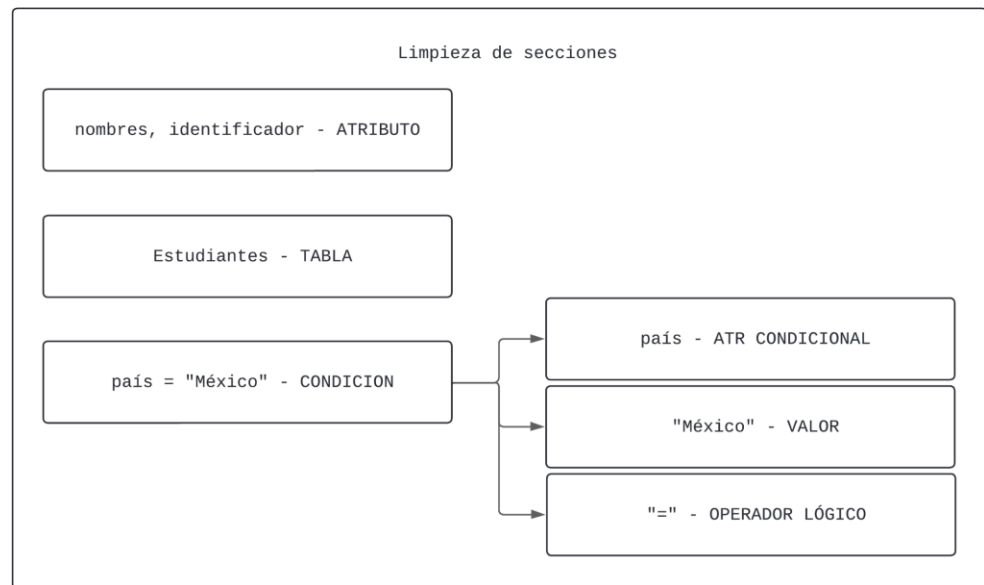 Limpieza de secciones
nombres, identificador - ATRIBUTO
Estudiantes - TABLA
país = "México" - CONDICION
país - ATR CONDICIONAL
"México" - VALOR
"=" - OPERADOR LÓGICO